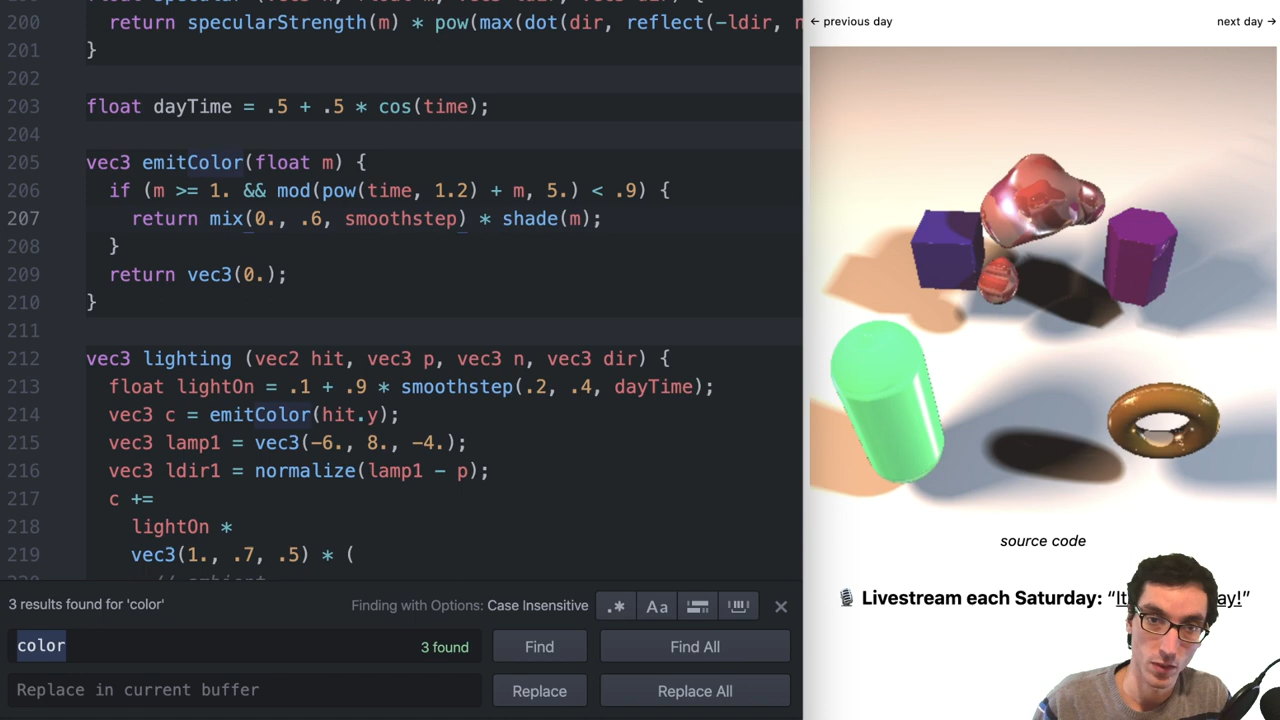 200 return specularStrength(m) * pow(max(dot(dir, reflect(-ldir, n
201 }
202
203 float dayTime = .5 + .5 * cos(time);
204
205 vec3 emitColor(float m) {
206 if (m >= 1. && mod(pow(time, 1.2) + m, 5.) < .9) {
207 return mix(0., .6, smoothstep) * shade(m);
208 }
209 return vec3(0.);
210 }
211
212 vec3 lighting (vec2 hit, vec3 p, vec3 n, vec3 dir) {
213 float lightOn = .1 + .9 * smoothstep(.2, .4, dayTime);
214 vec3 c = emitColor(hit.y);
215 vec3 lamp1 = vec3(-6., 8., -4.);
216 vec3 ldir1 = normalize(lamp1 - p);
217 c +=
218 lightOn *
219 vec3(1., .7, .5) * (
3 results found for 'color'
Finding with Options: Case Insensitive
.* Aa
color
3 found
Find
Find All
Replace in current buffer
Replace
Replace All
← previous day
next day →
source code
🎙 Livestream each Saturday: “It ay!”